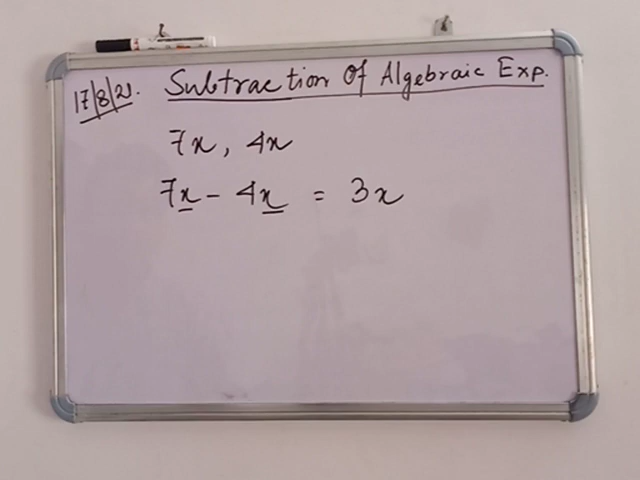 17/8/21. Subtraction Of Algebraic Exp.
7x, 4x
7x - 4x = 3x